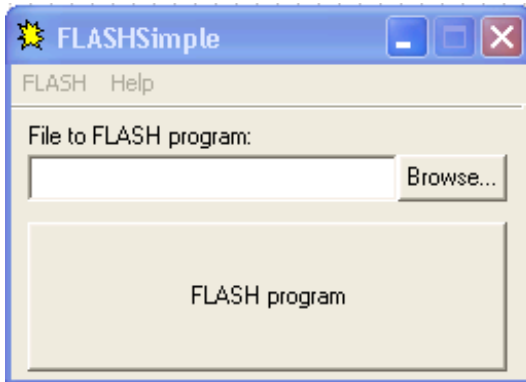 FLASHSimple
FLASH Help
File to FLASH program:
Browse...
FLASH program